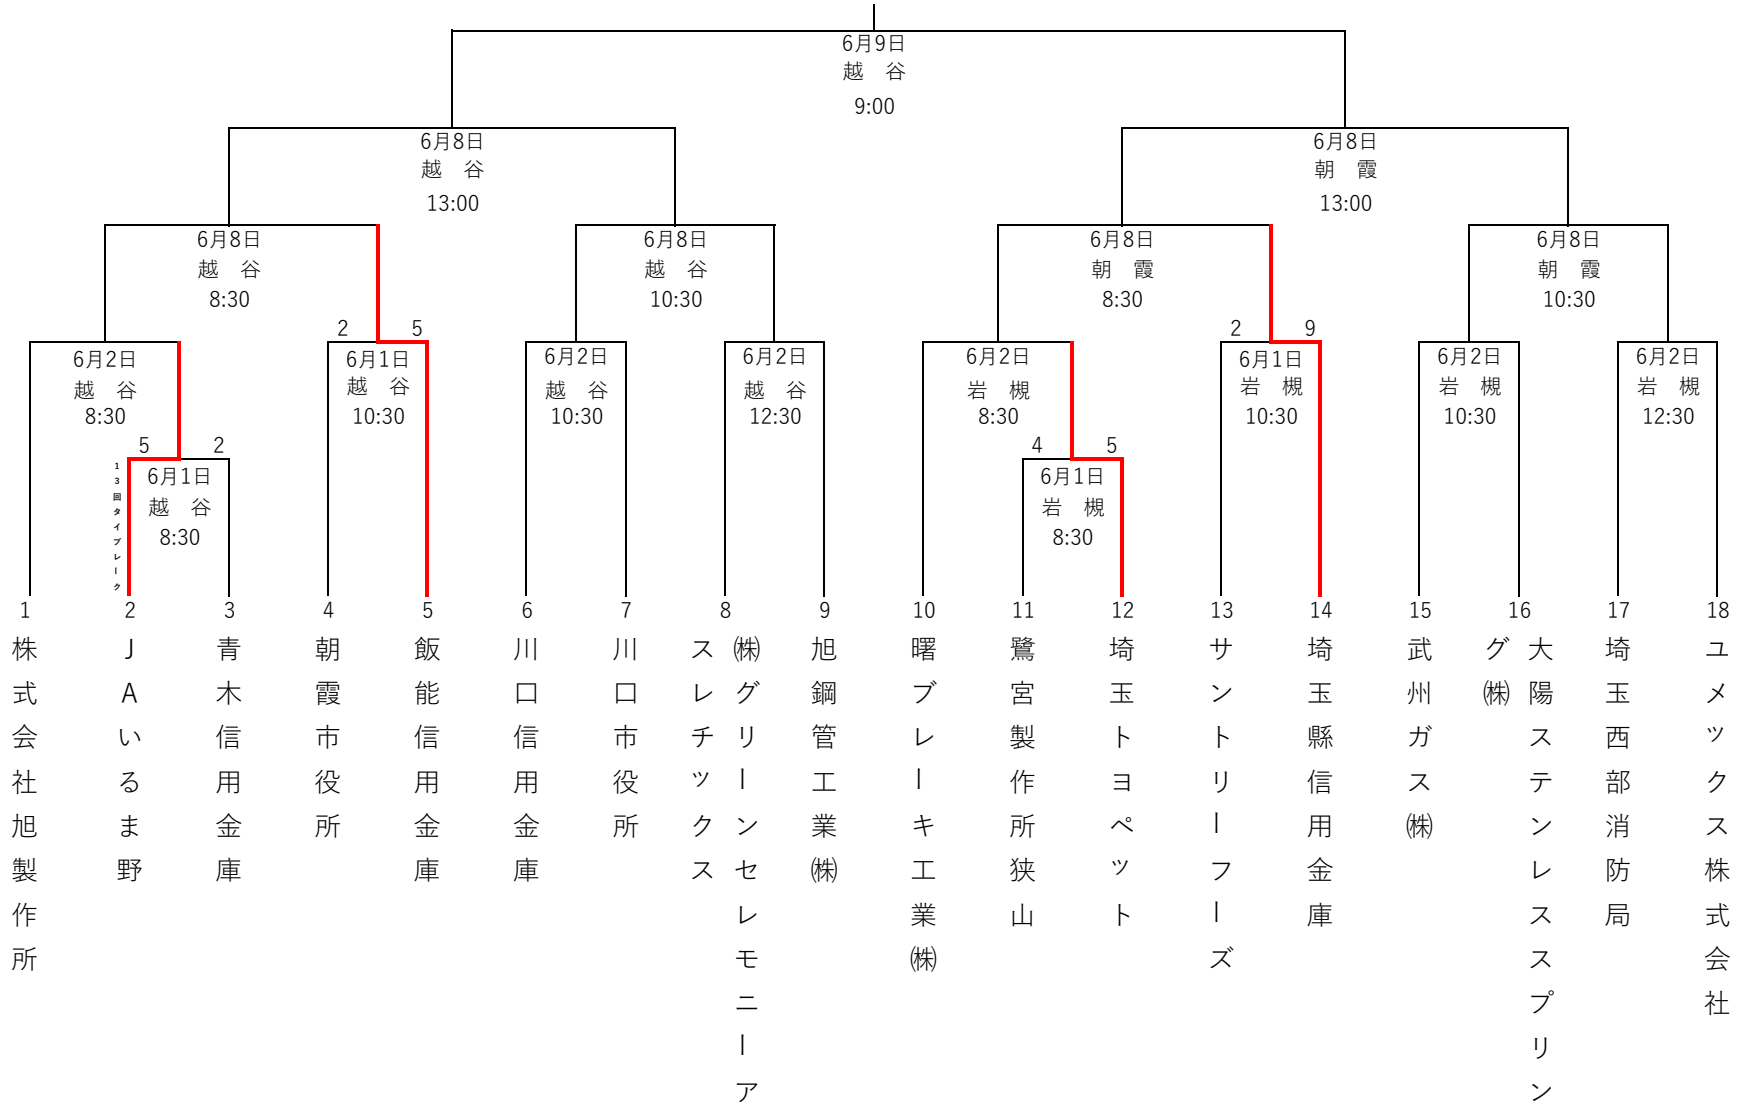 6月9日
越　谷
9:00
6月8日
越　谷
13:00
6月8日
朝　霞
13:00
6月8日
越　谷
8:30
6月8日
越　谷
10:30
6月8日
朝　霞
8:30
6月8日
朝　霞
10:30
2
5
2
9
6月2日
越　谷
8:30
6月1日
越　谷
10:30
6月2日
越　谷
10:30
6月2日
越　谷
12:30
6月2日
岩　槻
8:30
6月1日
岩　槻
10:30
6月2日
岩　槻
10:30
6月2日
岩　槻
12:30
5
2
4
5
13回タイブレーク
6月1日
越　谷
8:30
6月1日
岩　槻
8:30
1
株式会社旭製作所
2
JAいるま野
3
青木信用金庫
4
朝霞市役所
5
飯能信用金庫
6
川口信用金庫
7
川口市役所
8
㈱グリーンセレモニーア
スレチックス
9
旭鋼管工業㈱
10
曙ブレーキ工業㈱
11
鷺宮製作所狭山
12
埼玉トヨペット
13
サントリーフーズ
14
埼玉縣信用金庫
15
武州ガス㈱
16
大陽ステンレススプリン
グ㈱
17
埼玉西部消防局
18
ユメックス株式会社